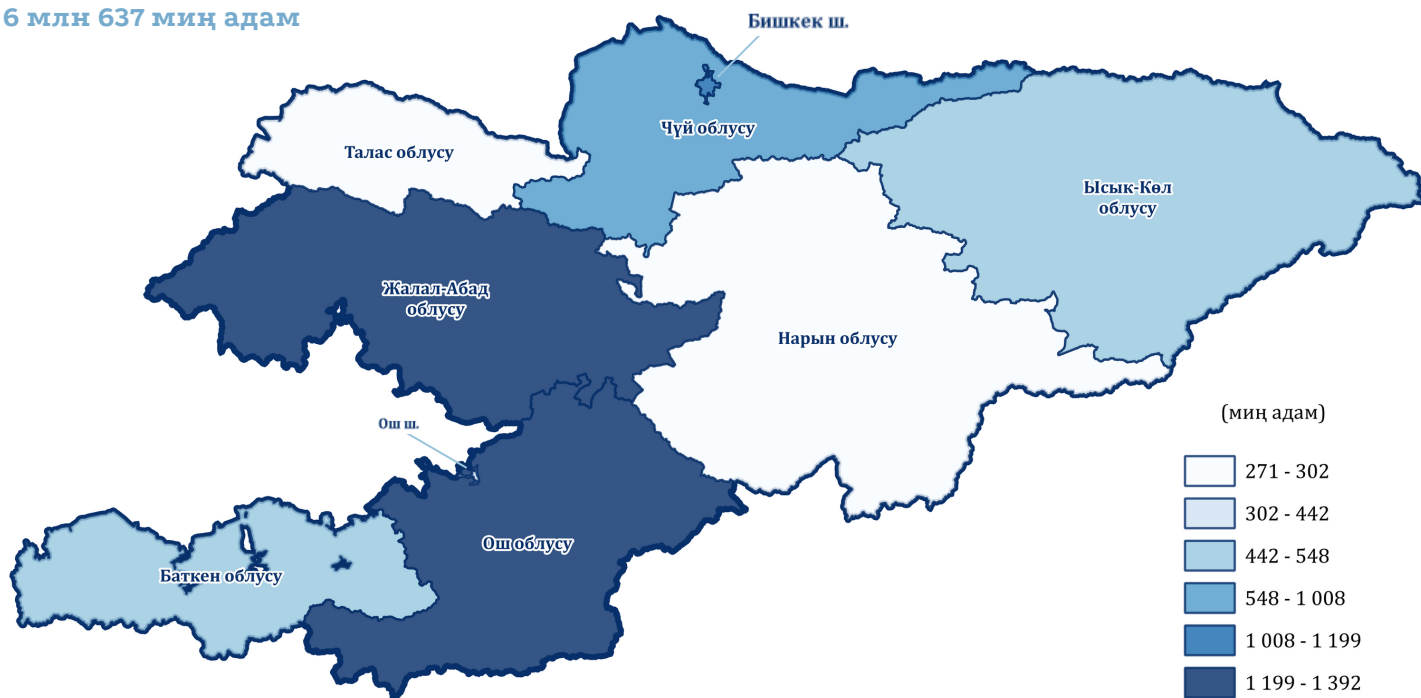 6 млн 637 миң адам
Бишкек ш.
Чүй облусу
Талас облусу
Ысык-Көл
облусу
Жалал-Абад
облусу
Нарын облусу
Ош ш.
Ош облусу
Баткен облусу
(миң адам)
271 - 302
302 - 442
442 - 548
548 - 1 008
1 008 - 1 199
1 199 - 1 392